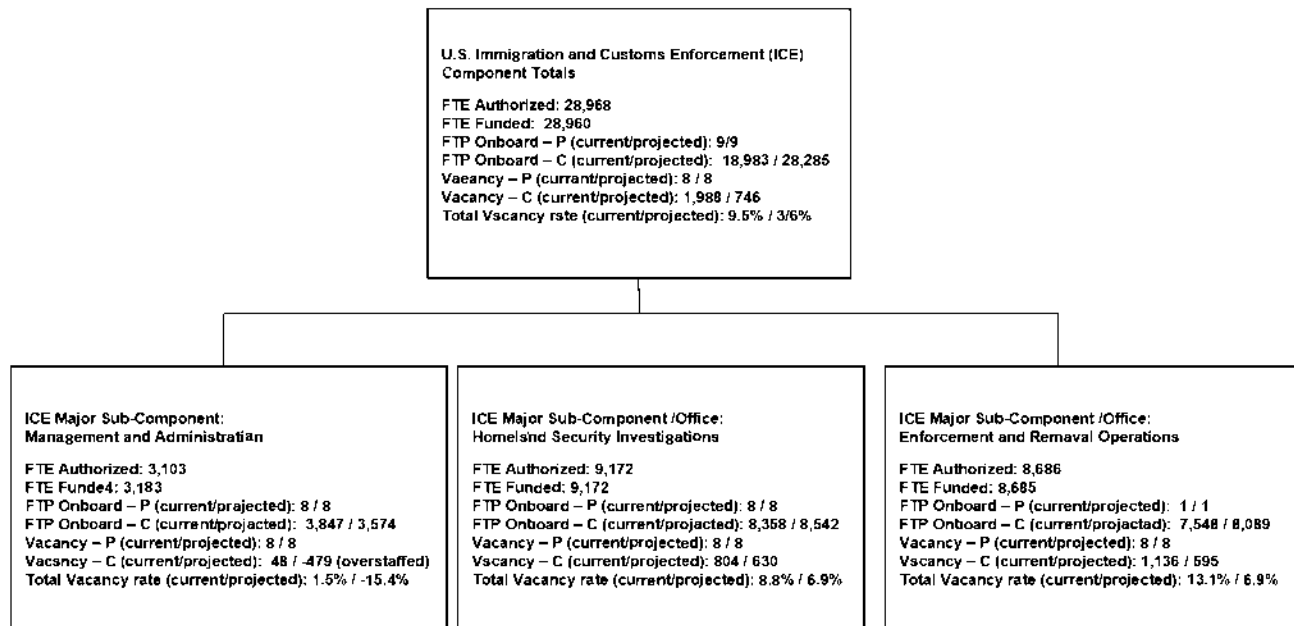 U.S. Immigration and Customs Enforcement (ICE)
Component Totals
FTE Authorized: 28,968
FTE Funded: 28,960
FTP Onboard – P (current/projected): 9/9
FTP Onboard – C (current/projected): 18,983 / 28,285
Vaeancy – P (currant/projected): 8 / 8
Vacancy – C (current/projected): 1,988 / 746
Total Vscancy rste (current/projected): 9.5% / 3/6%
ICE Major Sub-Component:
Management and Administratian
FTE Authorized: 3,103
FTE Funde4: 3,183
FTP Onboard – P (current/prajected): 8 / 8
FTP Onboard – C (current/projacted): 3,847 / 3,574
Vacancy – P (current/projected): 8 / 8
Vacsncy – C (current/projected): 48 / -479 (overstaffed)
Total Vacancy rate (current/projected): 1.5% / -15.4%
ICE Major Sub-Component /Office:
Homelsnd Security Investigations
FTE Authorized: 9,172
FTE Funded: 9,172
FTP Onboard – P (current/projected): 8 / 8
FTP Onboard – C (current/projected): 8,358 / 8,542
Vacancy – P (current/projected): 8 / 8
Vscancy – C (current/projected): 804 / 630
Total Vacancy rate (current/projected): 8.8% / 6.9%
ICE Major Sub-Component /Office:
Enforcement and Remaval Operations
FTE Authorized: 8,686
FTE Funded: 8,685
FTP Onboard – P (current/projected): 1 / 1
FTP Onboard – C (current/projactad): 7,548 / 8,089
Vacancy – P (current/projected): 8 / 8
Vscancy – C (current/projected): 1,136 / 595
Total Vacancy rate (current/projected): 13.1% / 6.9%